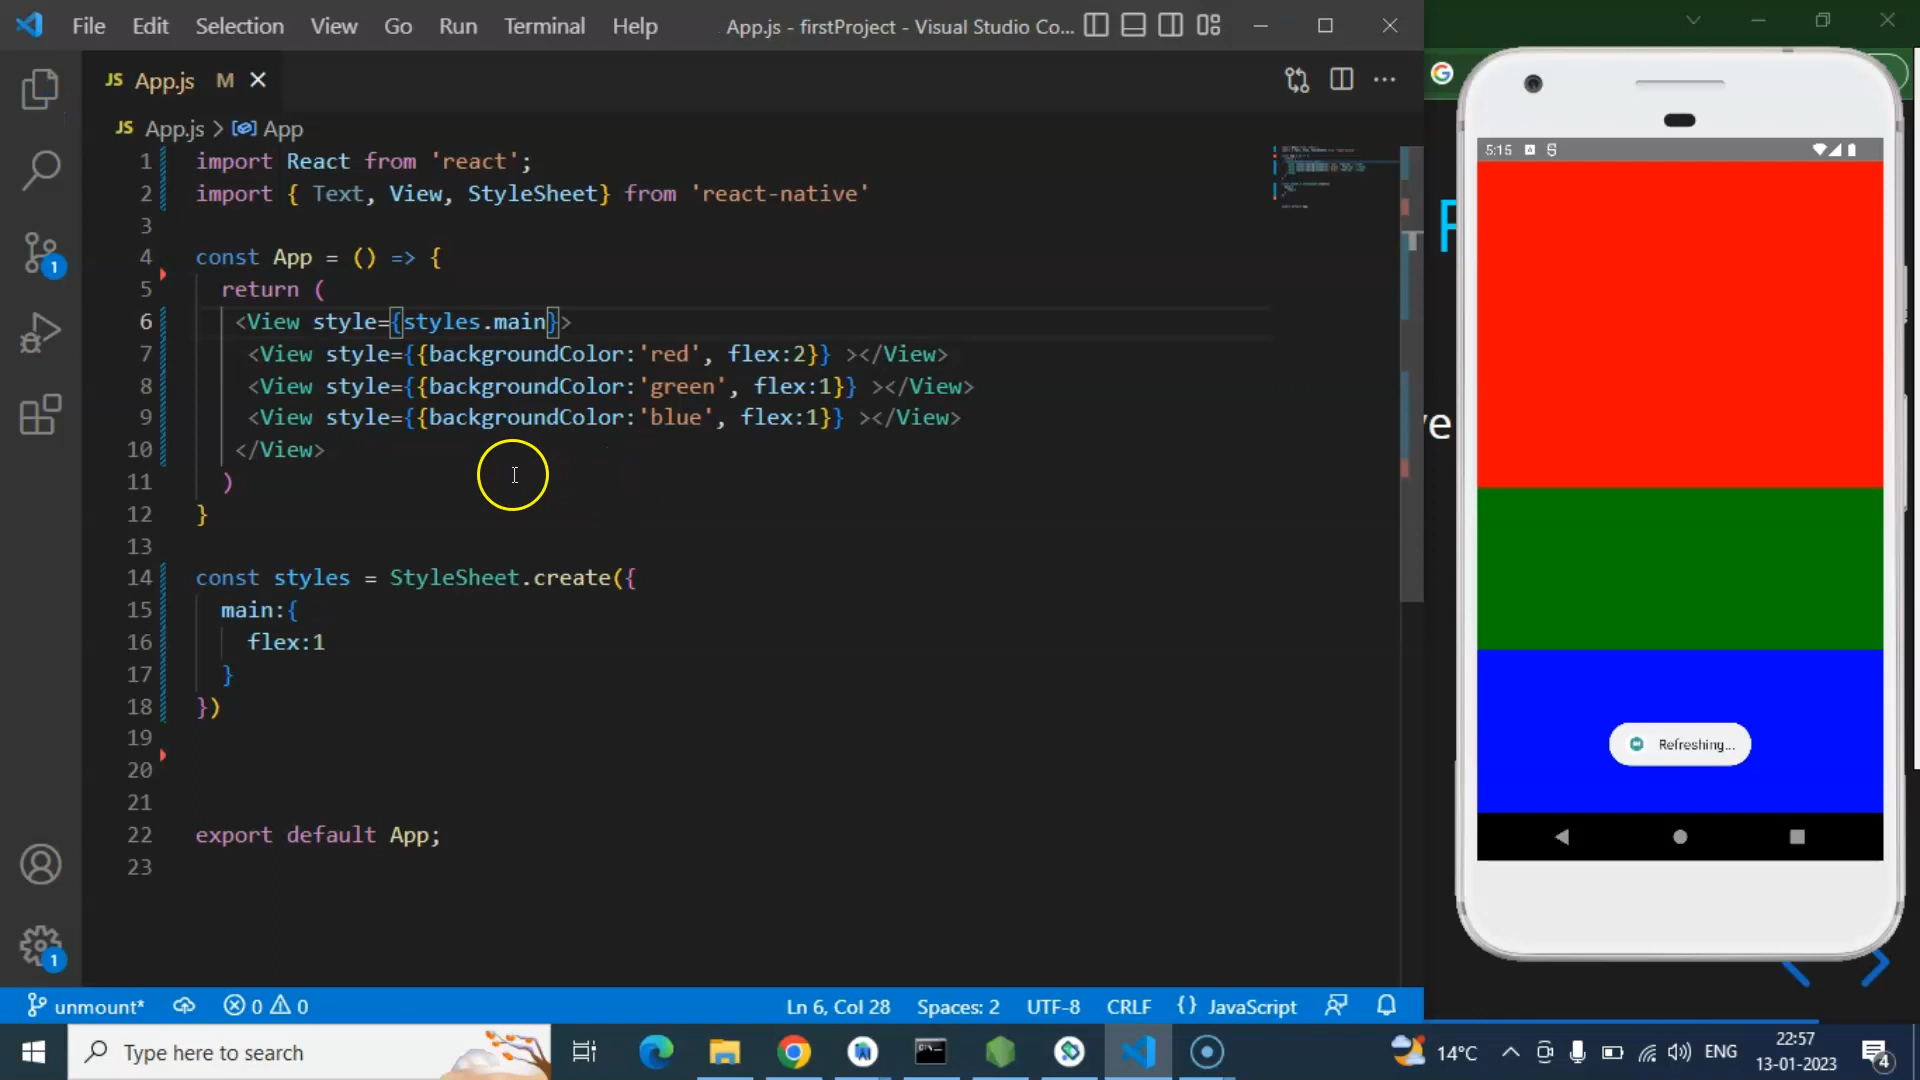 File Edit Selection View Go Run Terminal Help App.js - firstProject - Visual Studio Co...
JS App.js M
JS App.js > App
1 import React from 'react';
2 import { Text, View, StyleSheet} from 'react-native'
3
4 const App = () => {
5 return (
6 <View style={styles.main}>
7 <View style={{backgroundColor:'red', flex:2}} ></View>
8 <View style={{backgroundColor:'green', flex:1}} ></View>
9 <View style={{backgroundColor:'blue', flex:1}} ></View>
10 </View>
11 )
12 }
13
14 const styles = StyleSheet.create({
15 main:{
16 flex:1
17 }
18 })
19
20
21
22 export default App;
23
1
1
5:15
Refreshing...
ve
unmount* 0 0 Ln 6, Col 28 Spaces: 2 UTF-8 CRLF {} JavaScript
Type here to search
14°C ENG
22:57
13-01-2023
4